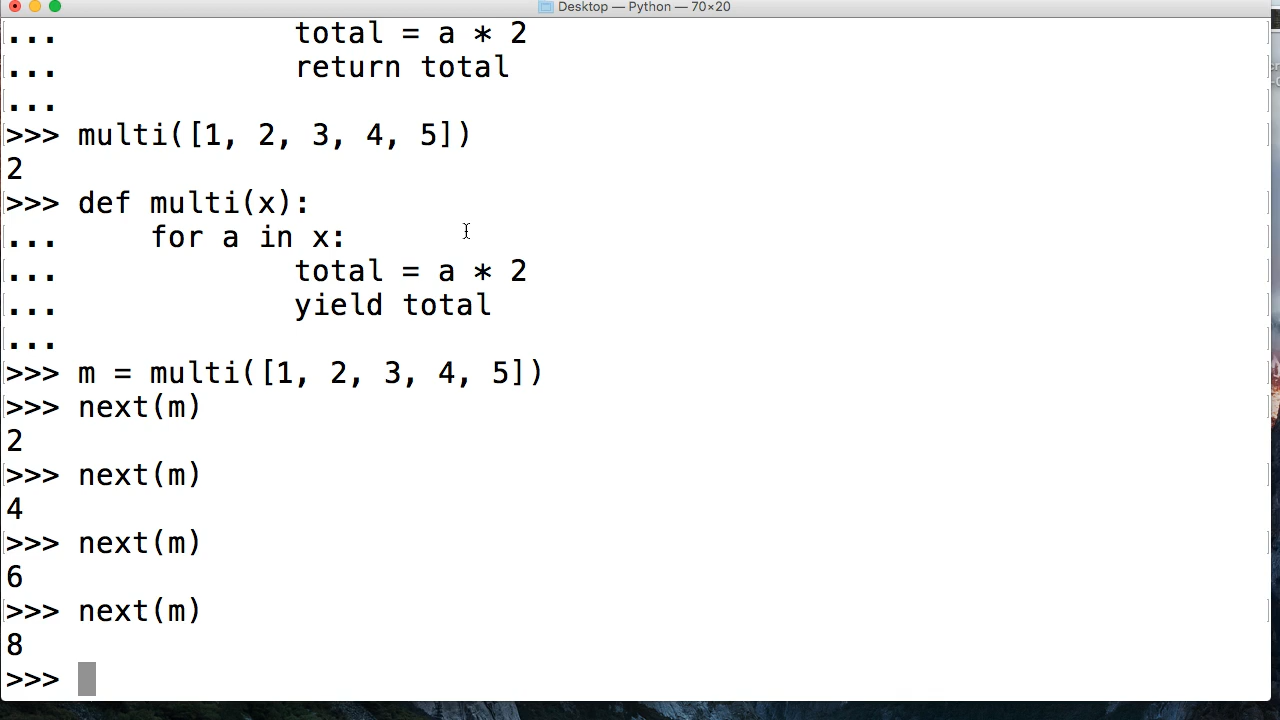 Desktop — Python — 70×20
... total = a * 2
... return total
...
>>> multi([1, 2, 3, 4, 5])
2
>>> def multi(x):
... for a in x:
... total = a * 2
... yield total
...
>>> m = multi([1, 2, 3, 4, 5])
>>> next(m)
2
>>> next(m)
4
>>> next(m)
6
>>> next(m)
8
>>>